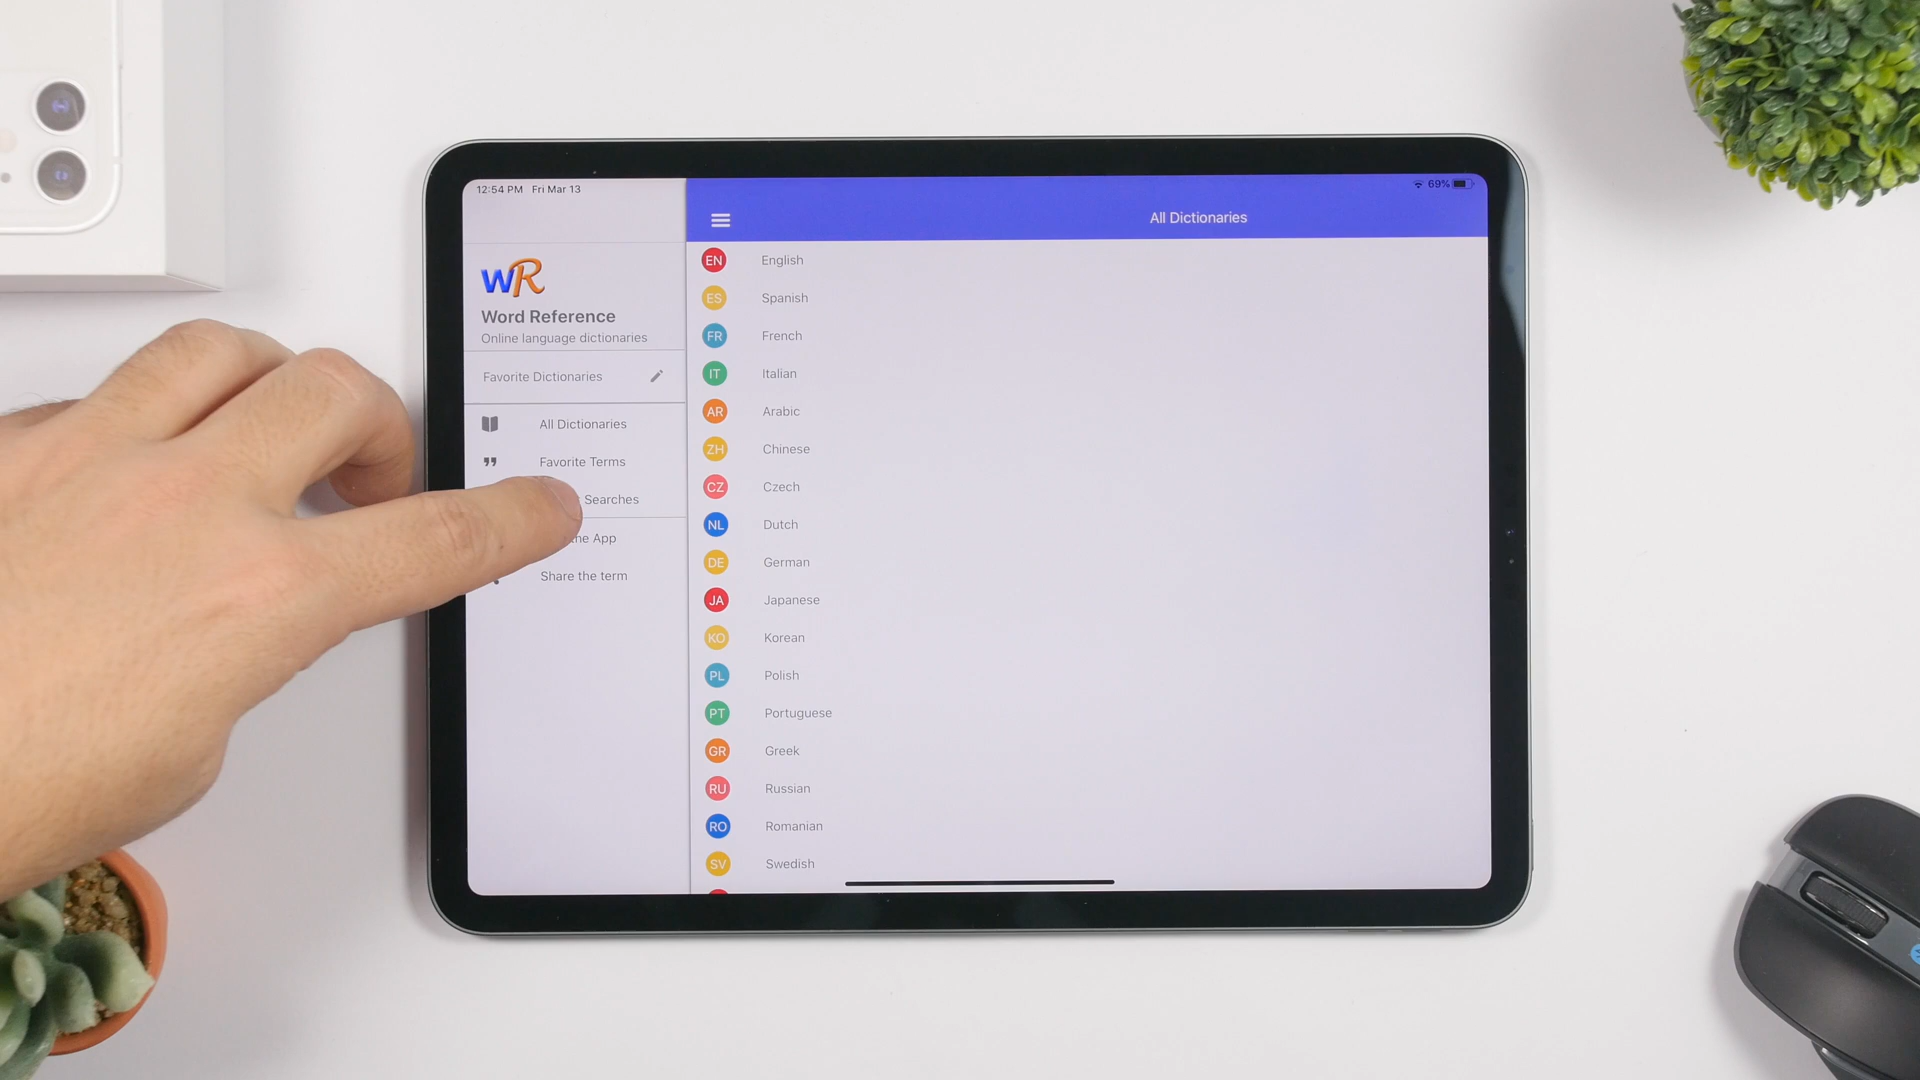 12:54 PM Fri Mar 13
69%
All Dictionaries
WR
Word Reference
Online language dictionaries
Favorite Dictionaries
All Dictionaries
Favorite Terms
Searches
the App
Share the term
EN English
ES Spanish
FR French
IT Italian
AR Arabic
ZH Chinese
CZ Czech
NL Dutch
DE German
JA Japanese
KO Korean
PL Polish
PT Portuguese
GR Greek
RU Russian
RO Romanian
SV Swedish